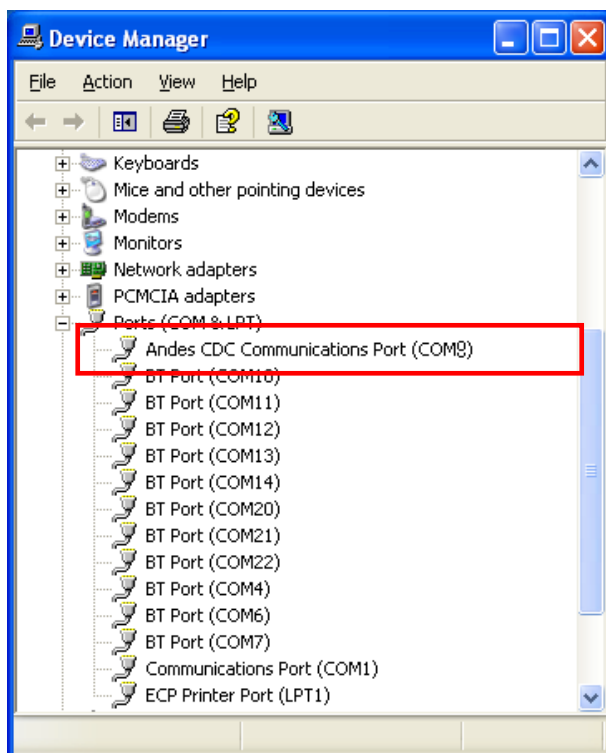 Device Manager
File Action View Help
Keyboards
Mice and other pointing devices
Modems
Monitors
Network adapters
PCMCIA adapters
Ports (COM & LPT)
Andes CDC Communications Port (COM8)
BT Port (COM10)
BT Port (COM11)
BT Port (COM12)
BT Port (COM13)
BT Port (COM14)
BT Port (COM20)
BT Port (COM21)
BT Port (COM22)
BT Port (COM4)
BT Port (COM6)
BT Port (COM7)
Communications Port (COM1)
ECP Printer Port (LPT1)